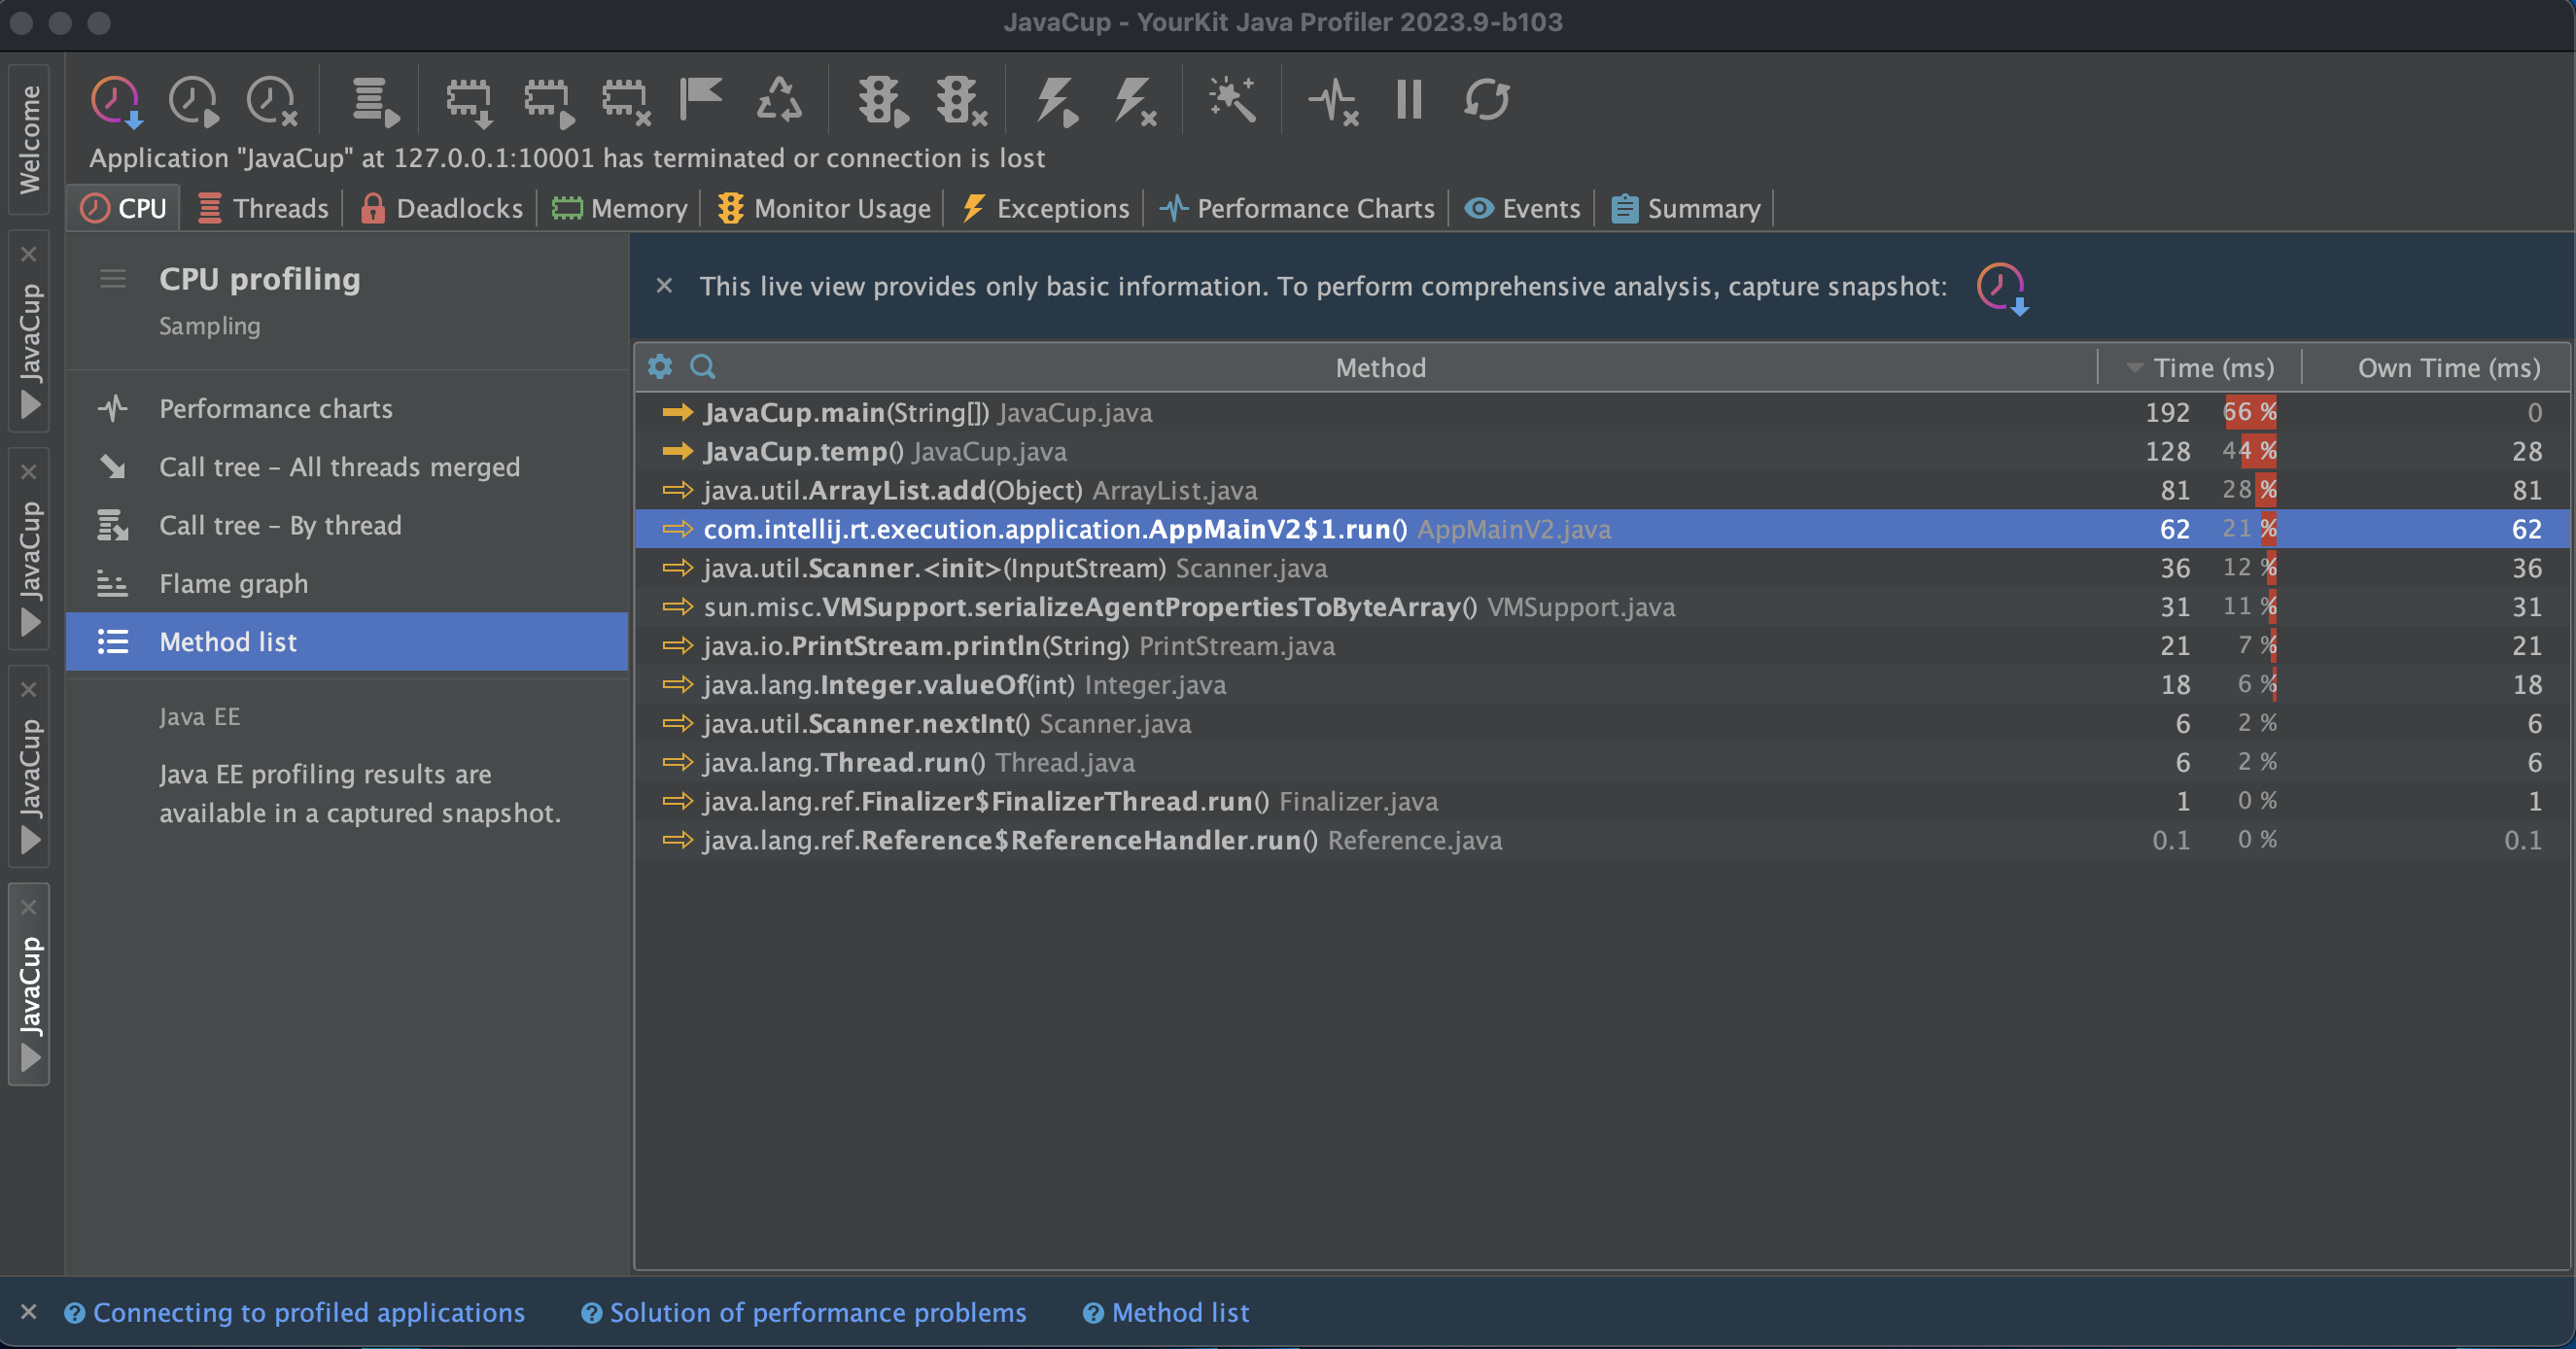 JavaCup - YourKit Java Profiler 2023.9-b103
Welcome
JavaCup
JavaCup
JavaCup
JavaCup
Application "JavaCup" at 127.0.0.1:10001 has terminated or connection is lost
CPU Threads Deadlocks Memory Monitor Usage Exceptions Performance Charts Events Summary
CPU profiling
Sampling
Performance charts
Call tree – All threads merged
Call tree – By thread
Flame graph
Method list
Java EE
Java EE profiling results are
available in a captured snapshot.
This live view provides only basic information. To perform comprehensive analysis, capture snapshot:
Method Time (ms) Own Time (ms)
JavaCup.main(String[]) JavaCup.java 192 66 % 0
JavaCup.temp() JavaCup.java 128 44 % 28
java.util.ArrayList.add(Object) ArrayList.java 81 28 % 81
com.intellij.rt.execution.application.AppMainV2$1.run() AppMainV2.java 62 21 % 62
java.util.Scanner.<init>(InputStream) Scanner.java 36 12 % 36
sun.misc.VMSupport.serializeAgentPropertiesToByteArray() VMSupport.java 31 11 % 31
java.io.PrintStream.println(String) PrintStream.java 21 7 % 21
java.lang.Integer.valueOf(int) Integer.java 18 6 % 18
java.util.Scanner.nextInt() Scanner.java 6 2 % 6
java.lang.Thread.run() Thread.java 6 2 % 6
java.lang.ref.Finalizer$FinalizerThread.run() Finalizer.java 1 0 % 1
java.lang.ref.Reference$ReferenceHandler.run() Reference.java 0.1 0 % 0.1
Connecting to profiled applications Solution of performance problems Method list